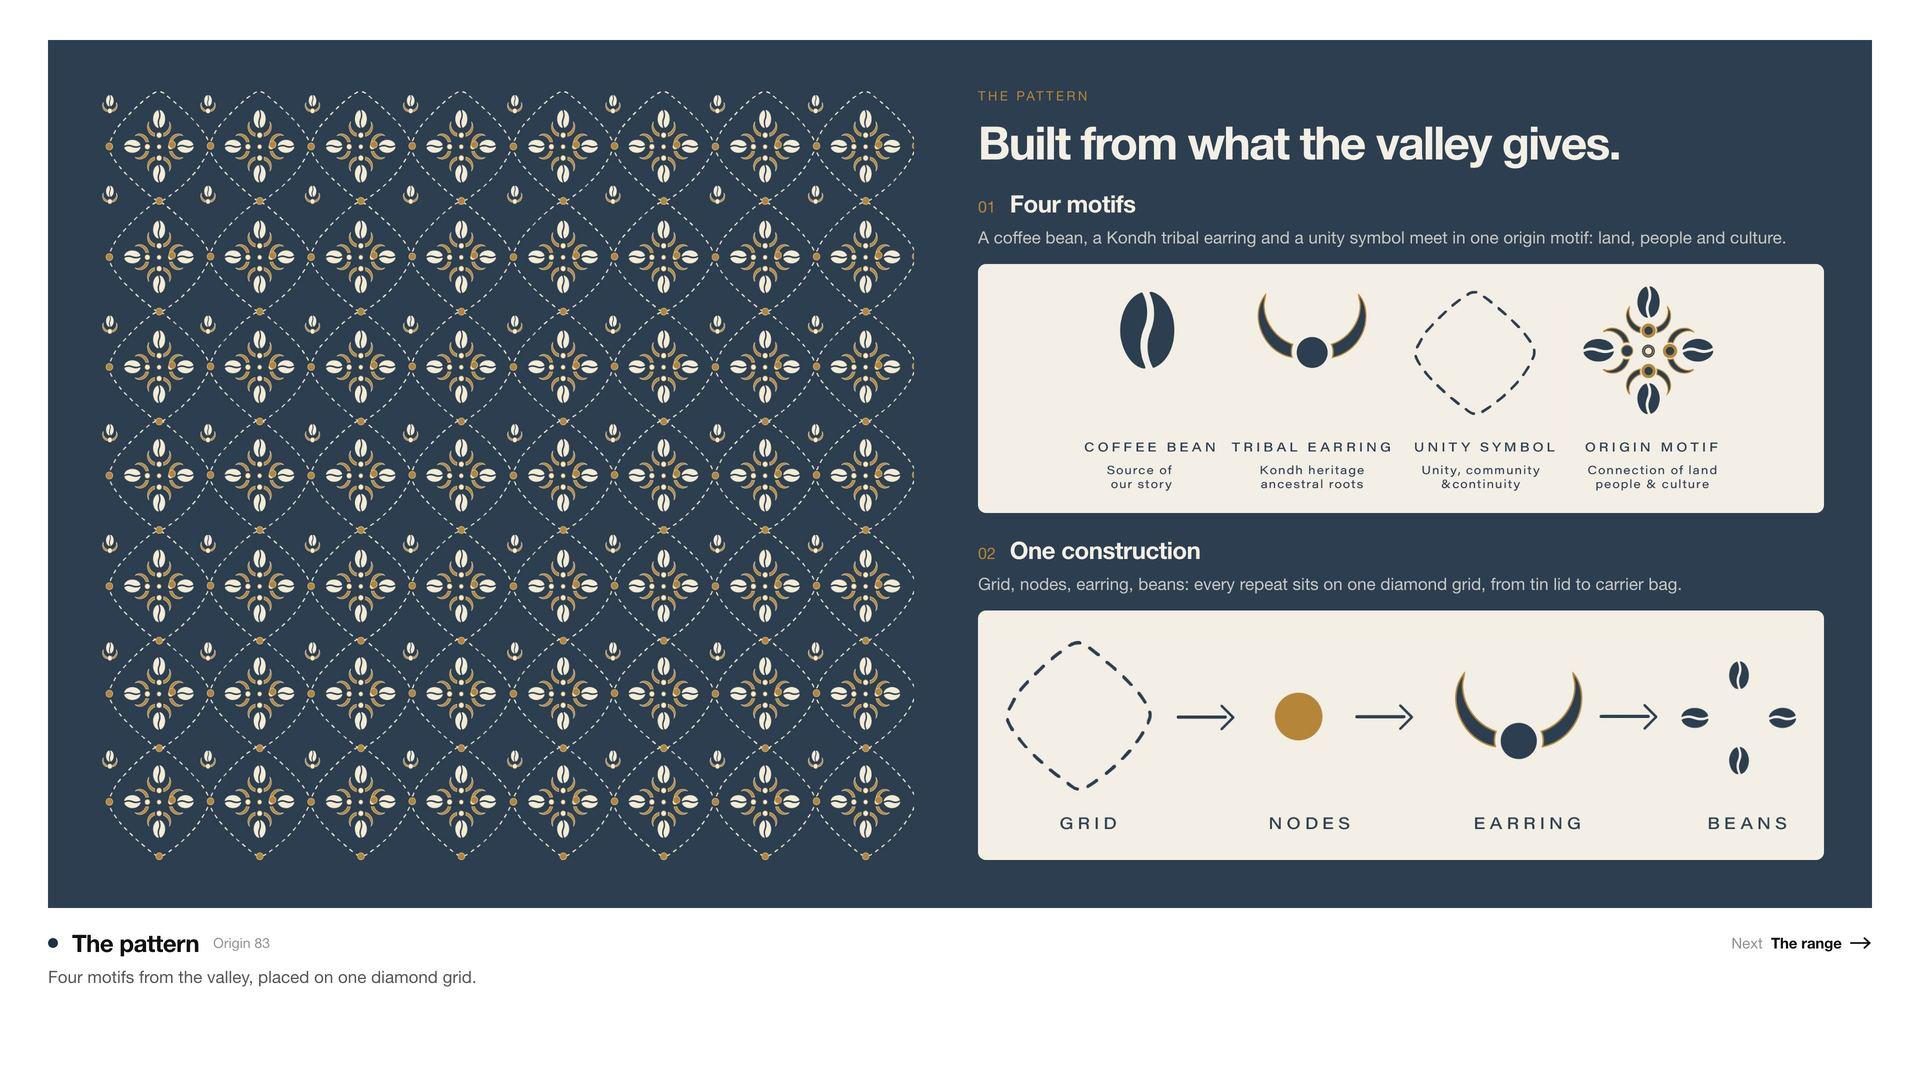 THE PATTERN
Built from what the valley gives.
01 Four motifs
A coffee bean, a Kondh tribal earring and a unity symbol meet in one origin motif: land, people and culture.
COFFEE BEAN
Source of
our story
TRIBAL EARRING
Kondh heritage
ancestral roots
UNITY SYMBOL
Unity, community
&continuity
ORIGIN MOTIF
Connection of land
people & culture
02 One construction
Grid, nodes, earring, beans: every repeat sits on one diamond grid, from tin lid to carrier bag.
GRID
NODES
EARRING
BEANS
The pattern Origin 83
Four motifs from the valley, placed on one diamond grid.
Next The range